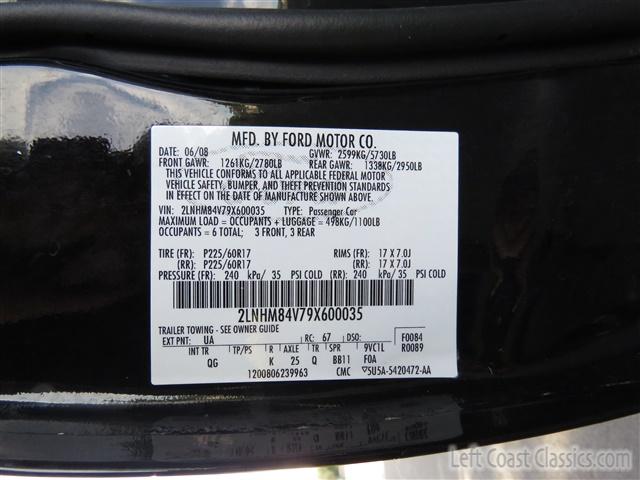 MFD. BY FORD MOTOR CO.
DATE: 06/08 GVWR: 2599KG/5730LB
FRONT GAWR: 1261KG/2780LB REAR GAWR: 1338KG/2950LB
THIS VEHICLE CONFORMS TO ALL APPLICABLE FEDERAL MOTOR
VEHICLE SAFETY, BUMPER, AND THEFT PREVENTION STANDARDS
IN EFFECT ON THE DATE OF MANUFACTURE SHOWN ABOVE.
VIN: 2LNHM84V79X600035 TYPE: Passenger Car
MAXIMUM LOAD = OCCUPANTS + LUGGAGE = 498KG/1100LB
OCCUPANTS = 6 TOTAL; 3 FRONT, 3 REAR
TIRE (FR): P225/60R17 RIMS (FR): 17 X 7.0J
(RR): P225/60R17 (RR): 17 X 7.0J
PRESSURE (FR): 240 kPa/ 35 PSI COLD (RR): 240 kPa/ 35 PSI COLD
2LNHM84V79X600035
TRAILER TOWING - SEE OWNER GUIDE
EXT PNT: UA RC: 67 DSO: F0084
INT TR TP/PS R AXLE TR SPR 9VC1L R0089
QG K 25 Q BB11 FOA
1200806239963 CMC 5U5A-5420472-AA
Left Coast Classics.com